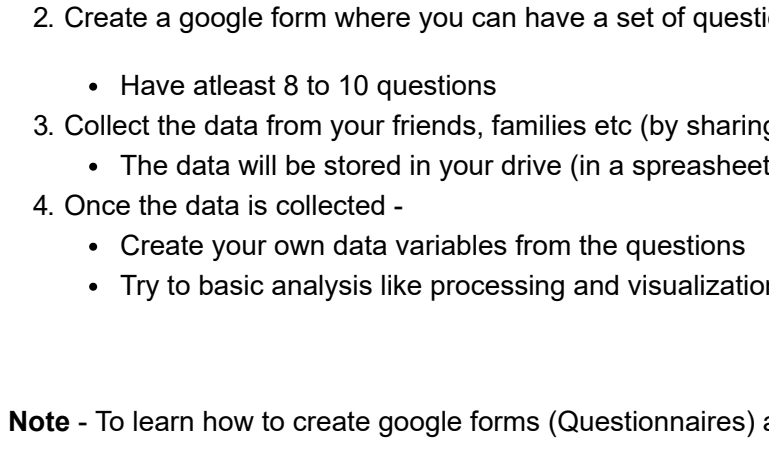 2. Create a google form where you can have a set of questi
• Have atleast 8 to 10 questions
3. Collect the data from your friends, families etc (by sharing
• The data will be stored in your drive (in a spreasheet
4. Once the data is collected -
• Create your own data variables from the questions
• Try to basic analysis like processing and visualization
Note - To learn how to create google forms (Questionnaires) a